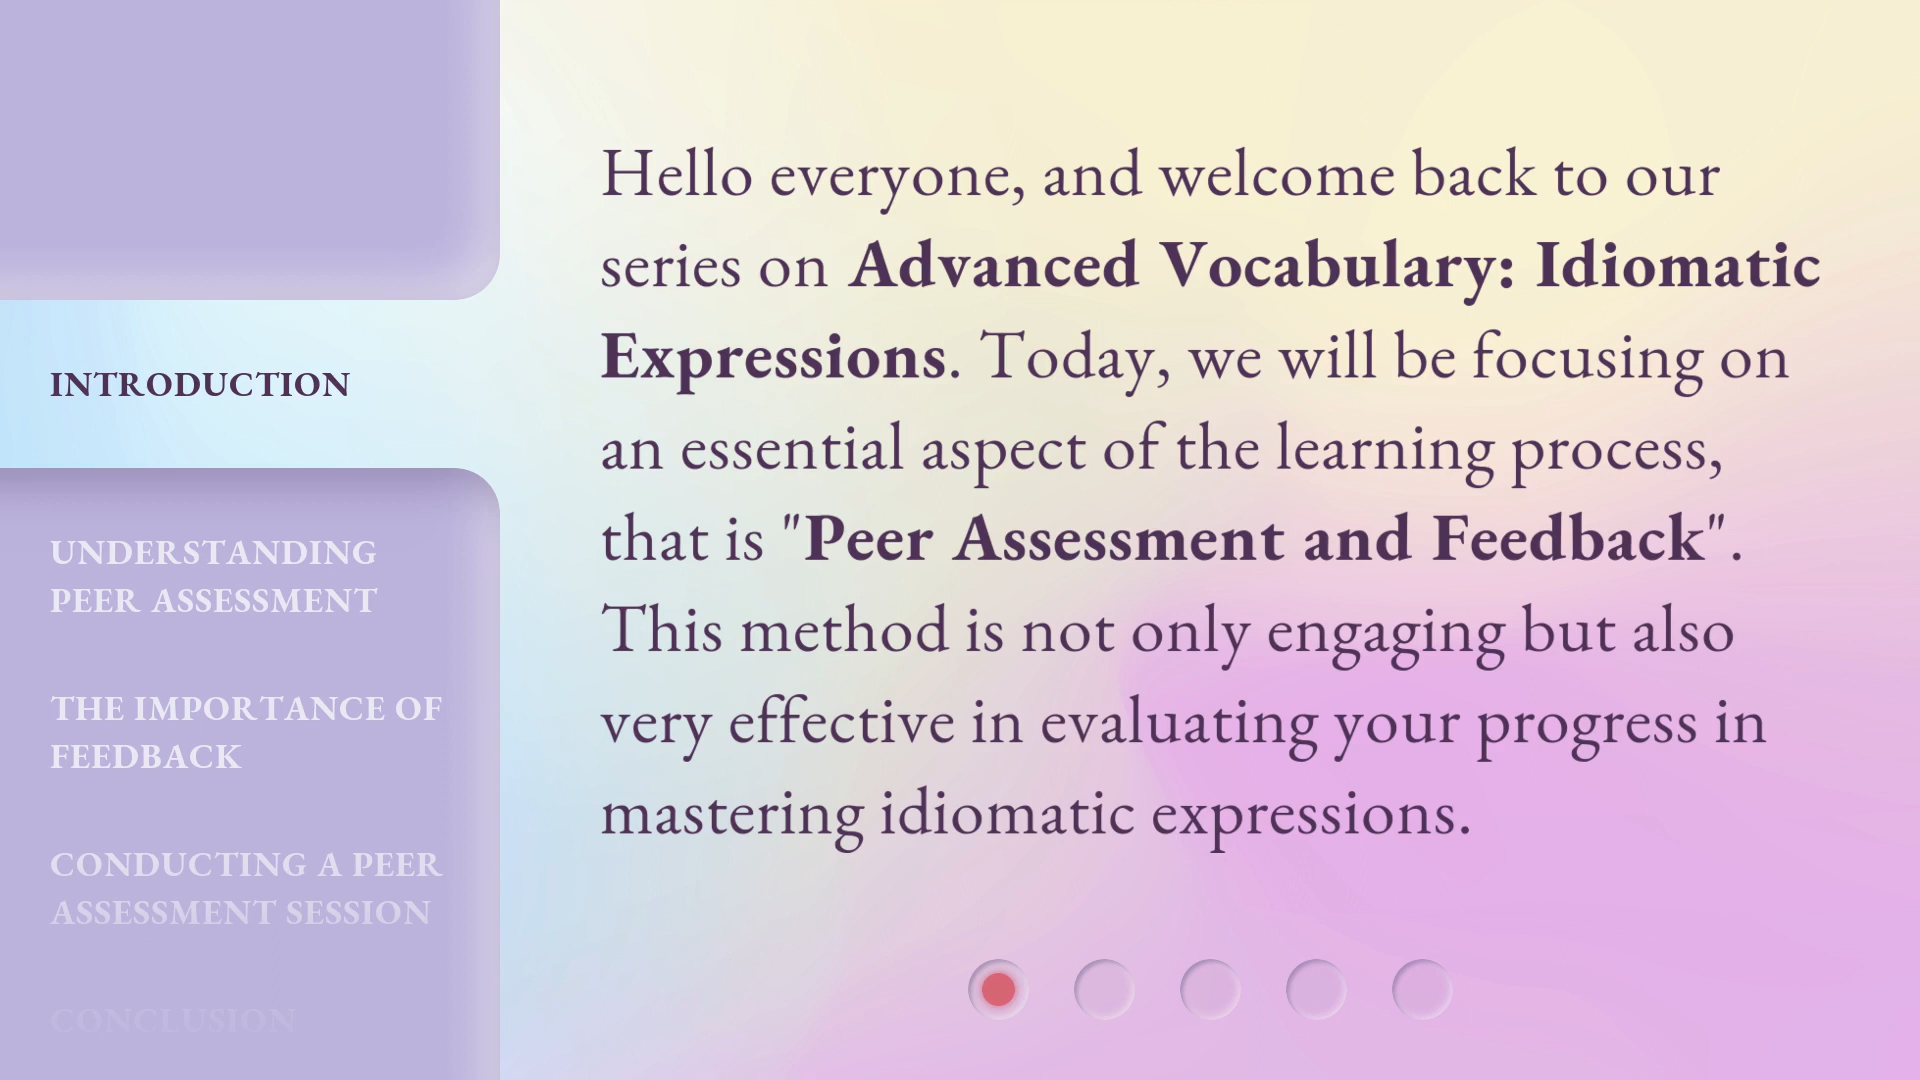 INTRODUCTION
UNDERSTANDING
PEER ASSESSMENT
THE IMPORTANCE OF
FEEDBACK
CONDUCTING A PEER
ASSESSMENT SESSION
CONCLUSION
Hello everyone, and welcome back to our
series on Advanced Vocabulary: Idiomatic
Expressions. Today, we will be focusing on
an essential aspect of the learning process,
that is "Peer Assessment and Feedback".
This method is not only engaging but also
very effective in evaluating your progress in
mastering idiomatic expressions.